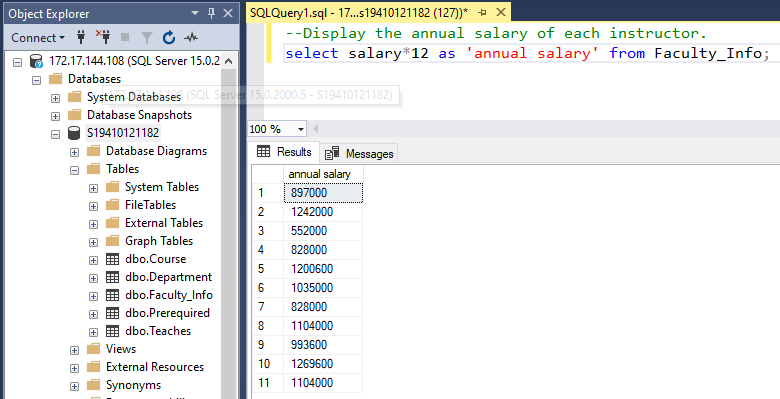 Object Explorer
Connect
172.17.144.108 (SQL Server 15.0.2
Databases
System Databases
Database Snapshots
S19410121182
Database Diagrams
Tables
System Tables
FileTables
External Tables
Graph Tables
dbo.Course
dbo.Department
dbo.Faculty_Info
dbo.Prerequired
dbo.Teaches
Views
External Resources
Synonyms
172.17.144.108 (SQL Server 15.0.2000.5 - S19410121182)
SQLQuery1.sql - 17...s19410121182 (127))*
--Display the annual salary of each instructor.
select salary*12 as 'annual salary' from Faculty_Info;
100 %
Results Messages
annual salary
1 897000
2 1242000
3 552000
4 828000
5 1200600
6 1035000
7 828000
8 1104000
9 993600
10 1269600
11 1104000